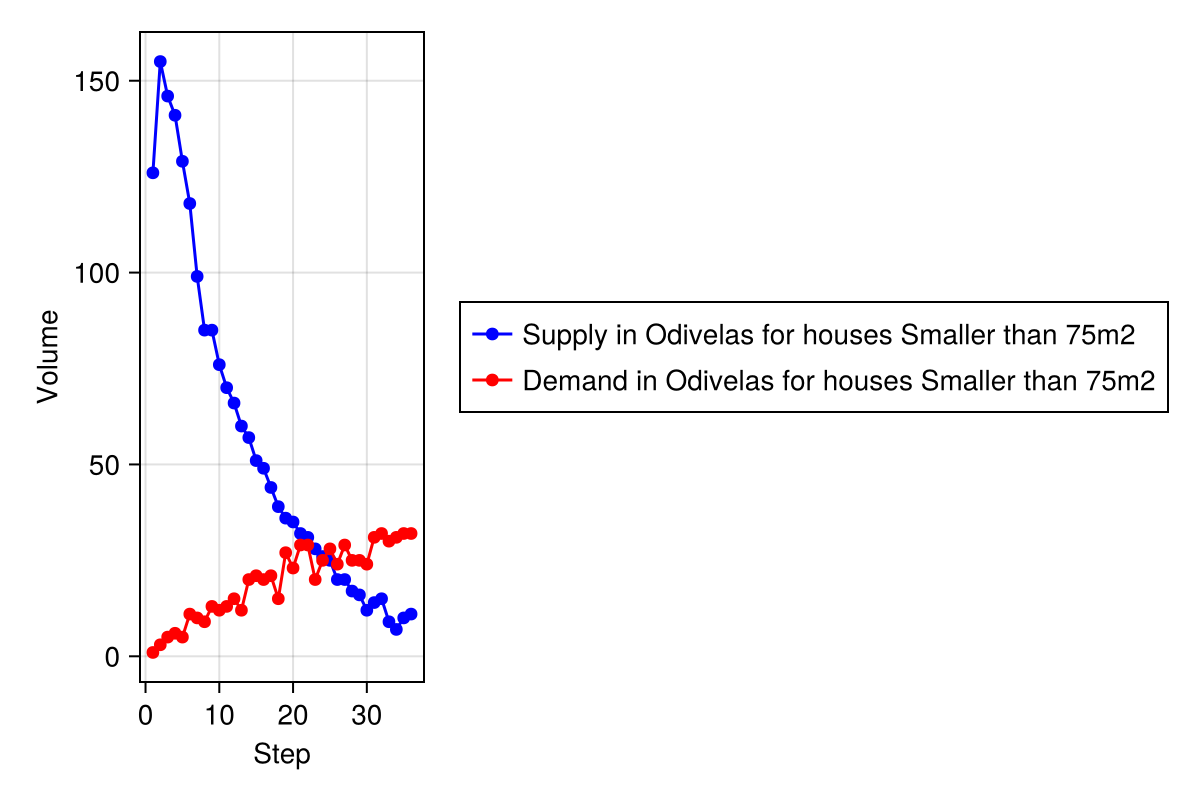 150
100
50
0
Volume
0 10 20 30
Step
Supply in Odivelas for houses Smaller than 75m2
Demand in Odivelas for houses Smaller than 75m2